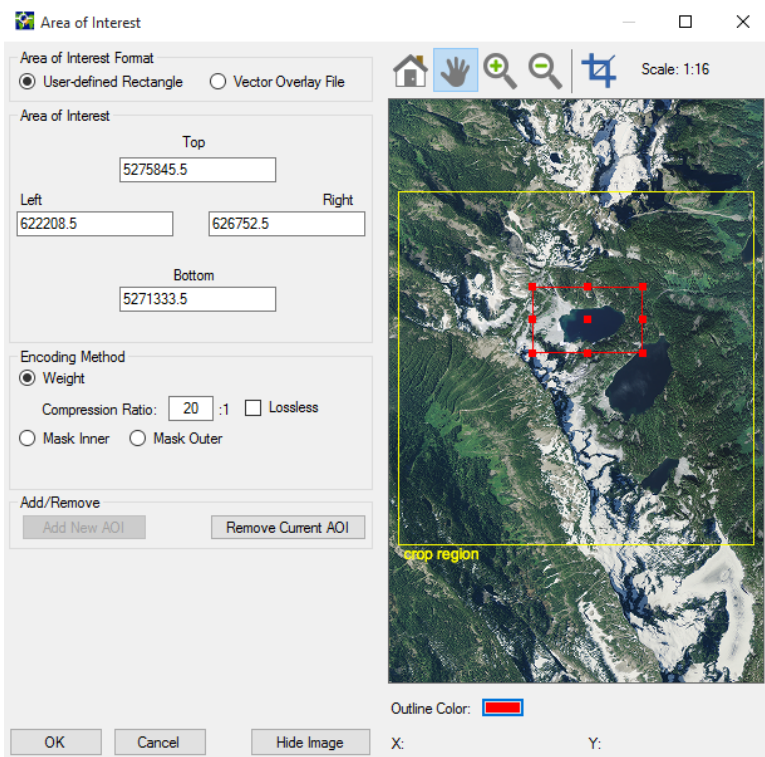 Area of Interest
Area of Interest Format
User-defined Rectangle
Vector Overlay File
Area of Interest
Top
5275845.5
Left
Right
622208.5
626752.5
Bottom
5271333.5
Encoding Method
Weight
Compression Ratio: 20 :1 Lossless
Mask Inner
Mask Outer
Add/Remove
Add New AOI
Remove Current AOI
OK
Cancel
Hide Image
Scale: 1:16
crop region
Outline Color:
X:
Y: